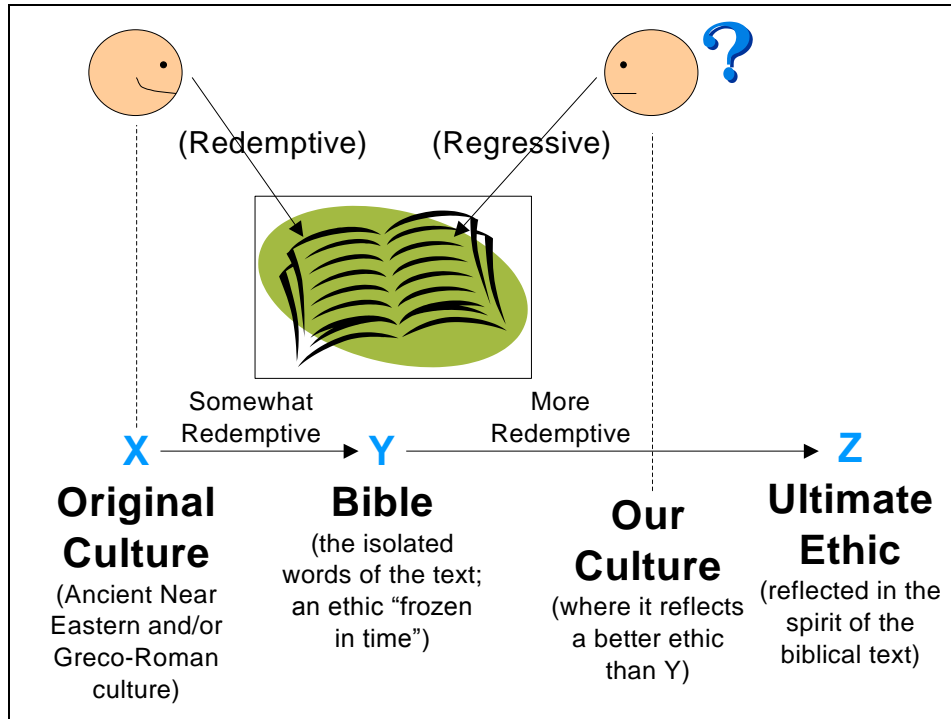 ?
(Redemptive)
(Regressive)
Somewhat
Redemptive
More
Redemptive
X
Original
Culture
(Ancient Near
Eastern and/or
Greco-Roman
culture)
Y
Bible
(the isolated
words of the text;
an ethic “frozen
in time”)
Our
Culture
(where it reflects
a better ethic
than Y)
Z
Ultimate
Ethic
(reflected in the
spirit of the
biblical text)